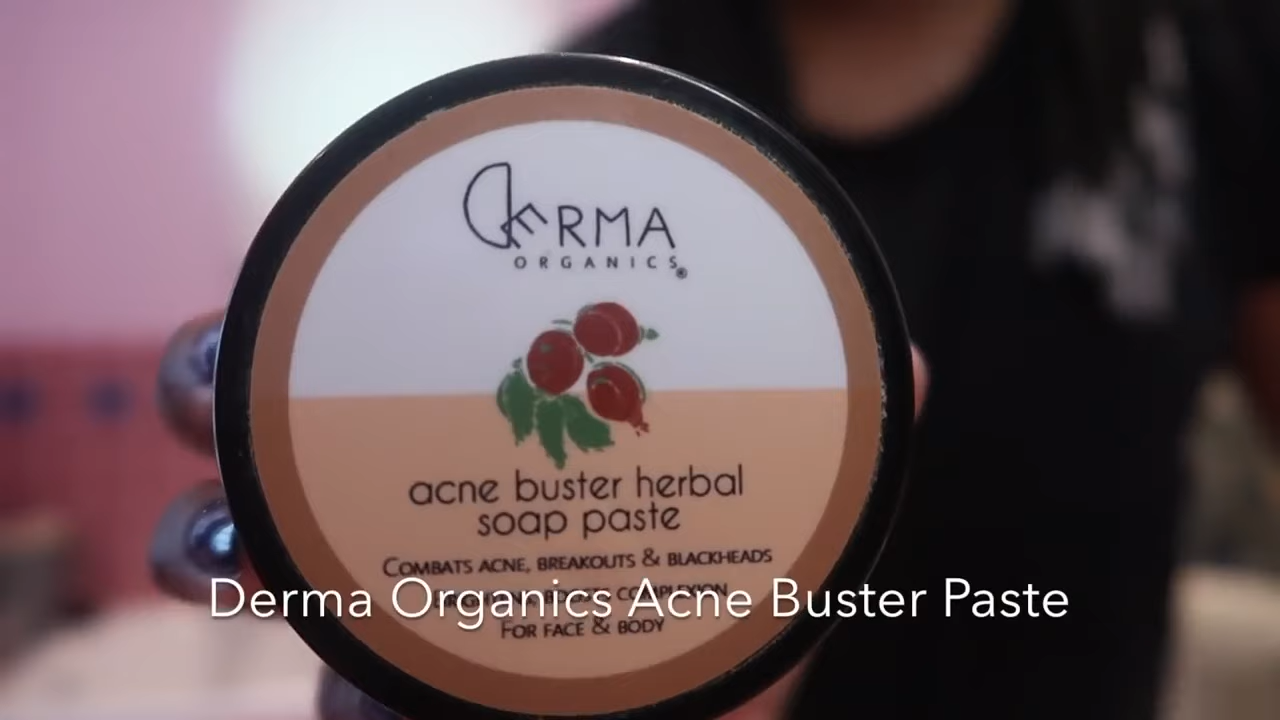 DERMA
ORGANICS®
acne buster herbal
soap paste
COMBATS ACNE, BREAKOUTS & BLACKHEADS
COMPLEXION
Derma Organics Acne Buster Paste
FOR FACE & BODY